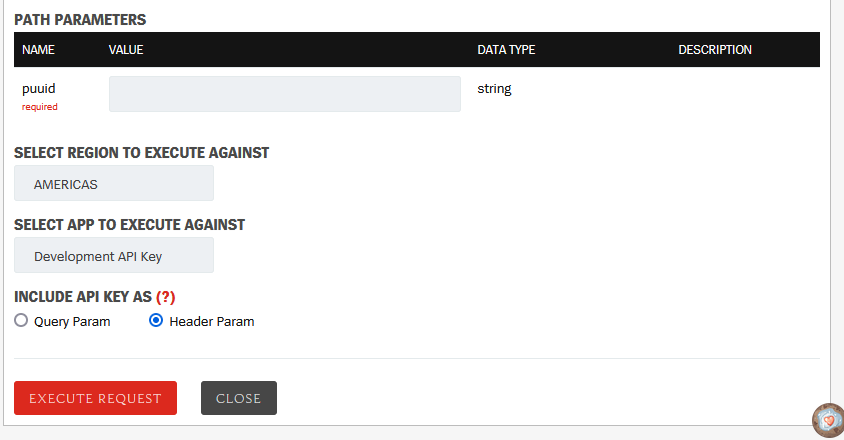 PATH PARAMETERS
NAME VALUE DATA TYPE DESCRIPTION
puuid string
required
SELECT REGION TO EXECUTE AGAINST
AMERICAS
SELECT APP TO EXECUTE AGAINST
Development API Key
INCLUDE API KEY AS (?)
Query Param Header Param
EXECUTE REQUEST CLOSE